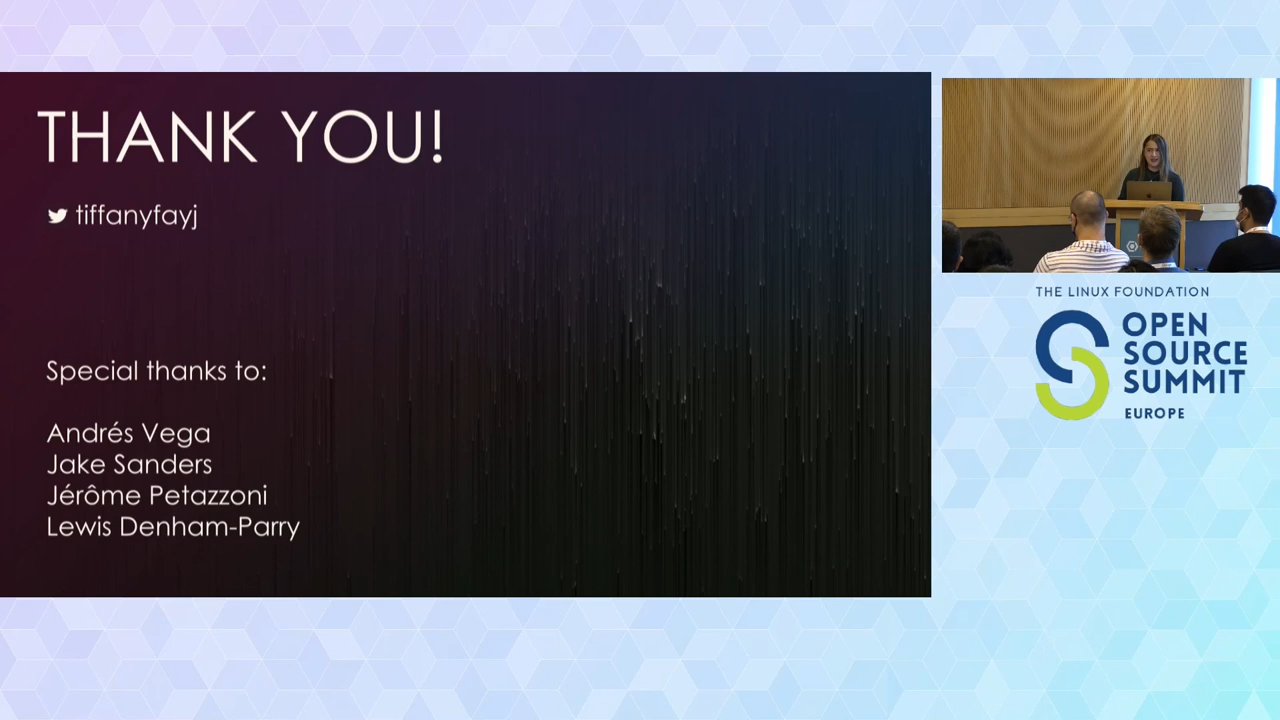 THANK YOU!
tiffanyfayj
Special thanks to:
Andrés Vega
Jake Sanders
Jérôme Petazzoni
Lewis Denham-Parry
THE LINUX FOUNDATION
OPEN
SOURCE
SUMMIT
EUROPE